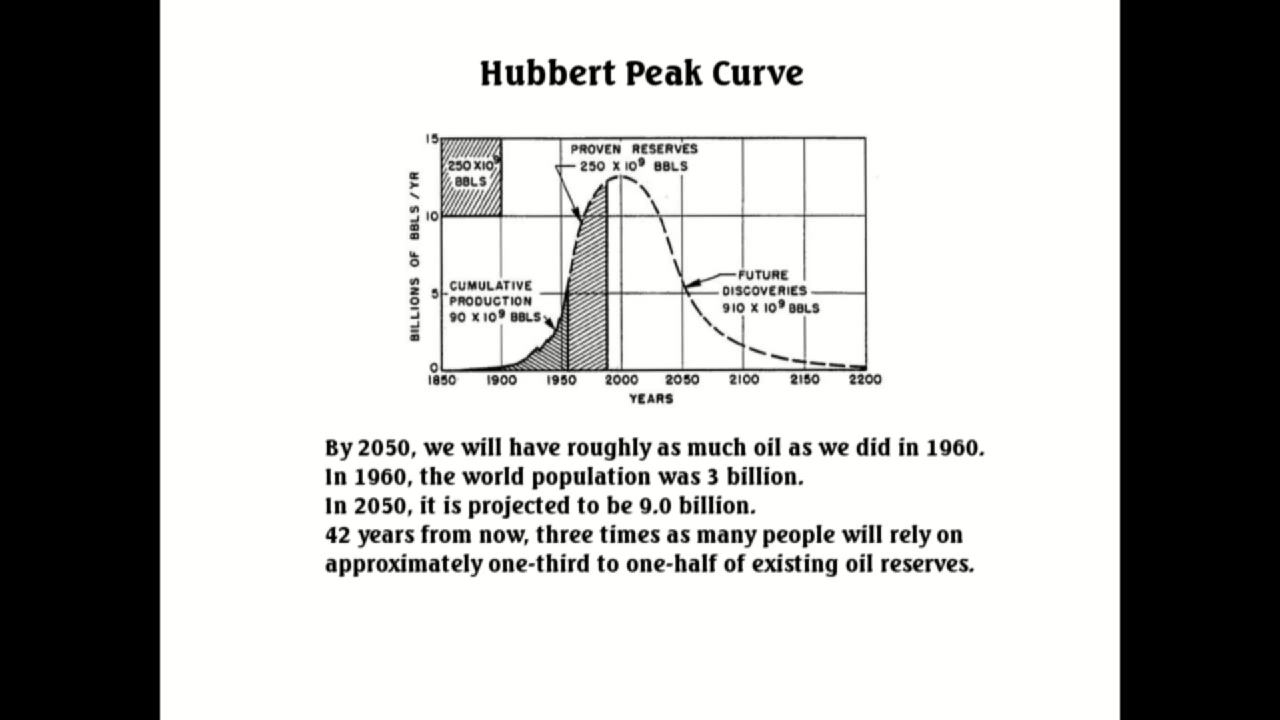 Hubbert Peak Curve
15
PROVEN RESERVES
250 X 10⁹ BBLS
250 X10⁹
BBLS
10
BILLIONS OF BBLS / YR
CUMULATIVE
PRODUCTION
90 X 10⁹ BBLS
5
FUTURE
DISCOVERIES
910 X 10⁹ BBLS
0
1850 1900 1950 2000 2050 2100 2150 2200
YEARS
By 2050, we will have roughly as much oil as we did in 1960.
In 1960, the world population was 3 billion.
In 2050, it is projected to be 9.0 billion.
42 years from now, three times as many people will rely on
approximately one-third to one-half of existing oil reserves.